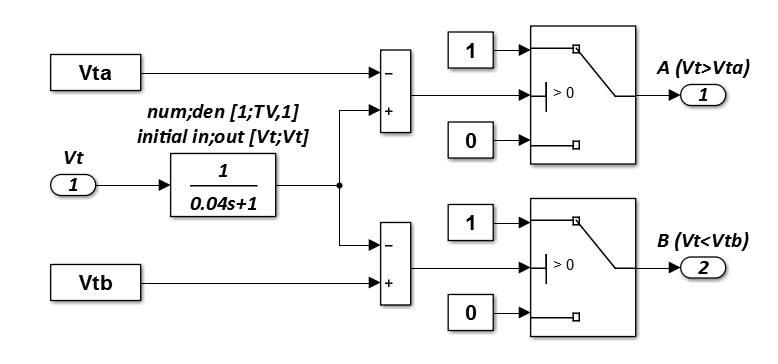 Vta
num;den [1;TV,1]
initial in;out [Vt;Vt]
Vt
1
1
0.04s+1
Vtb
−
+
−
+
1
> 0
0
A (Vt>Vta)
1
1
> 0
0
B (Vt<Vtb)
2